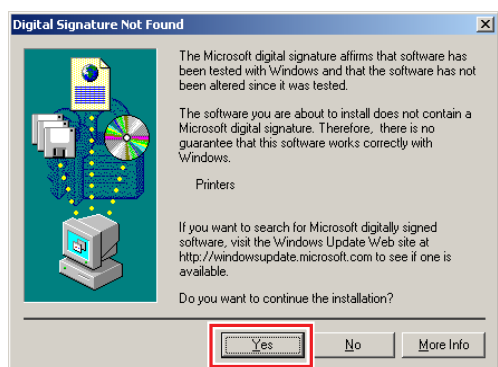 Digital Signature Not Found
The Microsoft digital signature affirms that software has
been tested with Windows and that the software has not
been altered since it was tested.
The software you are about to install does not contain a
Microsoft digital signature. Therefore, there is no
guarantee that this software works correctly with
Windows.
Printers
If you want to search for Microsoft digitally signed
software, visit the Windows Update Web site at
http://windowsupdate.microsoft.com to see if one is
available.
Do you want to continue the installation?
Yes
No
More Info